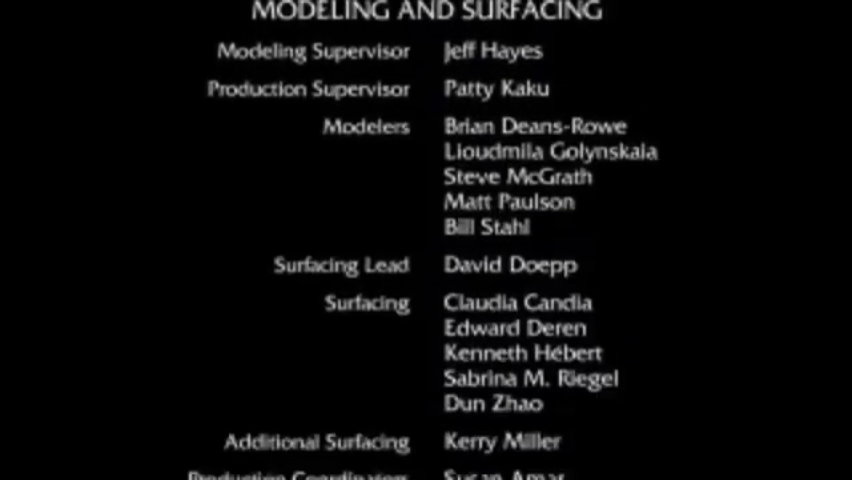 MODELING AND SURFACING
Modeling Supervisor Jeff Hayes
Production Supervisor Patty Kaku
Modelers Brian Deans-Rowe
Lioudmila Golynskaia
Steve McGrath
Matt Paulson
Bill Stahl
Surfacing Lead David Doepp
Surfacing Claudia Candia
Edward Deren
Kenneth Hébert
Sabrina M. Riegel
Dun Zhao
Additional Surfacing Kerry Miller
Susan